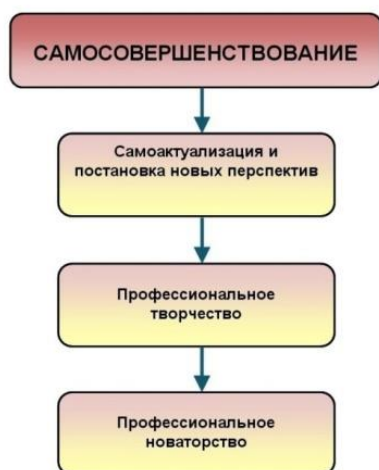 САМОСОВЕРШЕНСТВОВАНИЕ
Самоактуализация и
постановка новых перспектив
Профессиональное
творчество
Профессиональное
новаторство